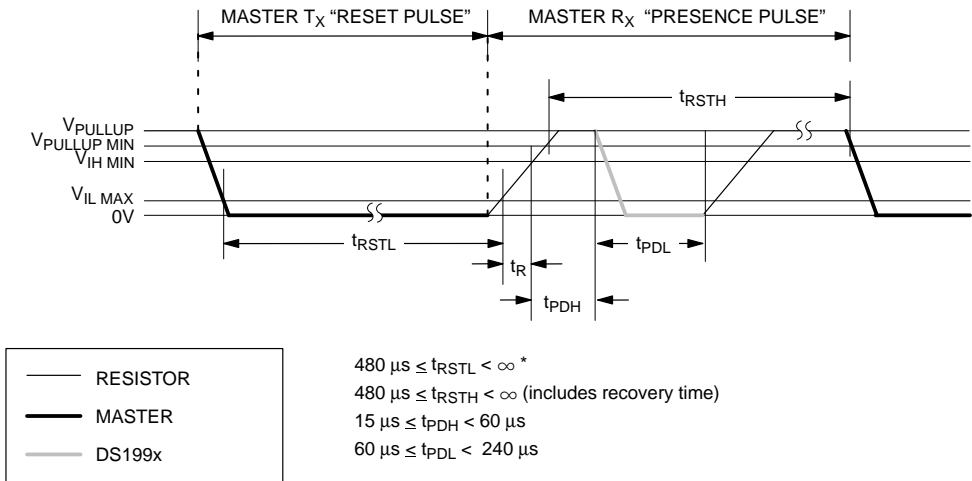 MASTER TX “RESET PULSE” MASTER RX “PRESENCE PULSE”
tRSTH
VPULLUP
VPULLUP MIN
VIH MIN
VIL MAX
0V
tRSTL
tPDL
tR
tPDH
RESISTOR
MASTER
DS199x
480 μs ≤ tRSTL < ∞ *
480 μs ≤ tRSTH < ∞ (includes recovery time)
15 μs ≤ tPDH < 60 μs
60 μs ≤ tPDL < 240 μs